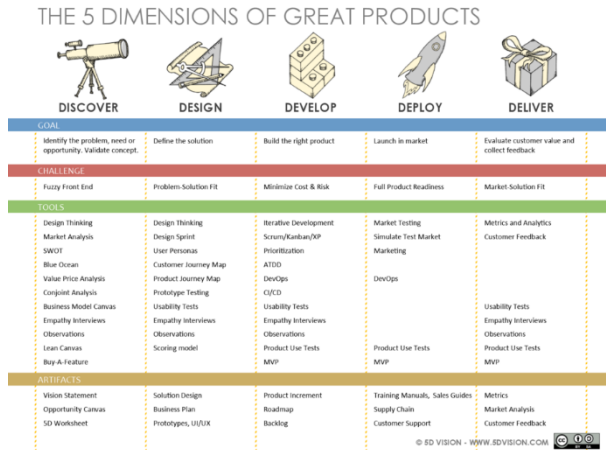 THE 5 DIMENSIONS OF GREAT PRODUCTS
DISCOVER DESIGN DEVELOP DEPLOY DELIVER
GOAL
Identify the problem, need or opportunity. Validate concept. Define the solution Build the right product Launch in market Evaluate customer value and collect feedback
CHALLENGE
Fuzzy Front End Problem-Solution Fit Minimize Cost & Risk Full Product Readiness Market-Solution Fit
TOOLS
Design Thinking Design Thinking Iterative Development Market Testing Metrics and Analytics
Market Analysis Design Sprint Scrum/Kanban/XP Simulate Test Market Customer Feedback
SWOT User Personas Prioritization Marketing
Blue Ocean Customer Journey Map ATDD
Value Price Analysis Product Journey Map DevOps DevOps
Conjoint Analysis Prototype Testing CI/CD
Business Model Canvas Usability Tests Usability Tests Usability Tests
Empathy Interviews Empathy Interviews Empathy Interviews Empathy Interviews
Observations Observations Observations Observations
Lean Canvas Scoring model Product Use Tests Product Use Tests Product Use Tests
Buy-A-Feature MVP MVP MVP
ARTIFACTS
Vision Statement Solution Design Product Increment Training Manuals, Sales Guides Metrics
Opportunity Canvas Business Plan Roadmap Supply Chain Market Analysis
5D Worksheet Prototypes, UI/UX Backlog Customer Support Customer Feedback
© 5D VISION - WWW.5DVISION.COM